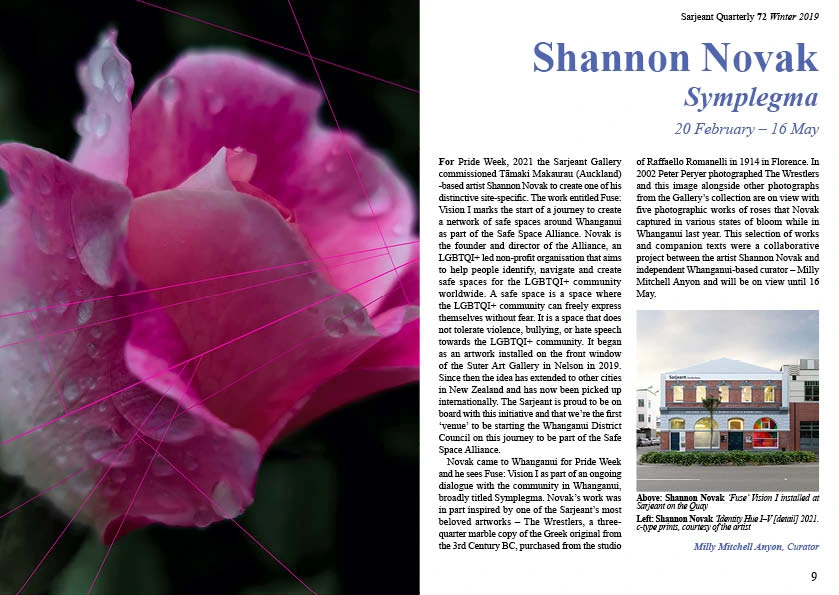 Sarjeant Quarterly 72 Winter 2019
Shannon Novak
Symplegma
20 February – 16 May
For Pride Week, 2021 the Sarjeant Gallery
commissioned Tāmaki Makaurau (Auckland)
-based artist Shannon Novak to create one of his
distinctive site-specific. The work entitled Fuse:
Vision I marks the start of a journey to create
a network of safe spaces around Whanganui
as part of the Safe Space Alliance. Novak is
the founder and director of the Alliance, an
LGBTQI+ led non-profit organisation that aims
to help people identify, navigate and create
safe spaces for the LGBTQI+ community
worldwide. A safe space is a space where
the LGBTQI+ community can freely express
themselves without fear. It is a space that does
not tolerate violence, bullying, or hate speech
towards the LGBTQI+ community. It began
as an artwork installed on the front window
of the Suter Art Gallery in Nelson in 2019.
Since then the idea has extended to other cities
in New Zealand and has now been picked up
internationally. The Sarjeant is proud to be on
board with this initiative and that we're the first
'venue' to be starting the Whanganui District
Council on this journey to be part of the Safe
Space Alliance.
Novak came to Whanganui for Pride Week
and he sees Fuse: Vision I as part of an ongoing
dialogue with the community in Whanganui,
broadly titled Symplegma. Novak's work was
in part inspired by one of the Sarjeant's most
beloved artworks – The Wrestlers, a three-
quarter marble copy of the Greek original from
the 3rd Century BC, purchased from the studio
of Raffaello Romanelli in 1914 in Florence. In
2002 Peter Peryer photographed The Wrestlers
and this image alongside other photographs
from the Gallery's collection are on view with
five photographic works of roses that Novak
captured in various states of bloom while in
Whanganui last year. This selection of works
and companion texts were a collaborative
project between the artist Shannon Novak and
independent Whanganui-based curator – Milly
Mitchell Anyon and will be on view until 16
May.
Sarjeant
Above: Shannon Novak 'Fuse' Vision I installed at
Sarjeant on the Quay
Left: Shannon Novak 'Identity Hue I–V [detail] 2021.
c-type prints, courtesy of the artist
Milly Mitchell Anyon, Curator
9